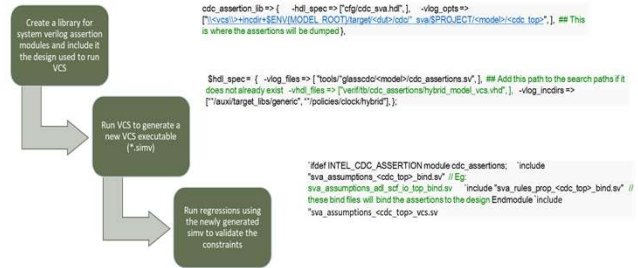 Create a library for
system verilog assertion
modules and include it
the design used to run
VCS
cdc_assertion_lib => { -hdl_spec => ["cfg/cdc_sva.hdl", ], -vlog_opts =>
["\\<vcs\\>+incdir+$ENV{MODEL_ROOT}/target/<dut>/cdc/*_sva/$PROJECT/<model>/<cdc_top>", ], ## This
is where the assertions will be dumped },
$hdl_spec = { -vlog_files => [ "tools/"glasscdc/<model>/cdc_assertions.sv", ], ## Add this path to the search paths if it
does not already exist -vhdl_files => ["verif/tb/cdc_assertions/hybrid_model_vcs.vhd", ], -vlog_incdirs =>
[""/auxi/target_libs/generic", ""/policies/clock/hybrid"], };
Run VCS to generate a
new VCS executable
(*.simv)
`ifdef INTEL_CDC_ASSERTION module cdc_assertions; `include
"sva_assumptions_<cdc_top>_bind.sv" // Eg:
sva_assumptions_adl_scf_io_top_bind.sv `include "sva_rules_prop_<cdc_top>_bind.sv" //
these bind files will bind the assertions to the design Endmodule `include
"sva_assumptions_<cdc_top>_vcs.sv
Run regressions using
the newly generated
simv to validate the
constraints